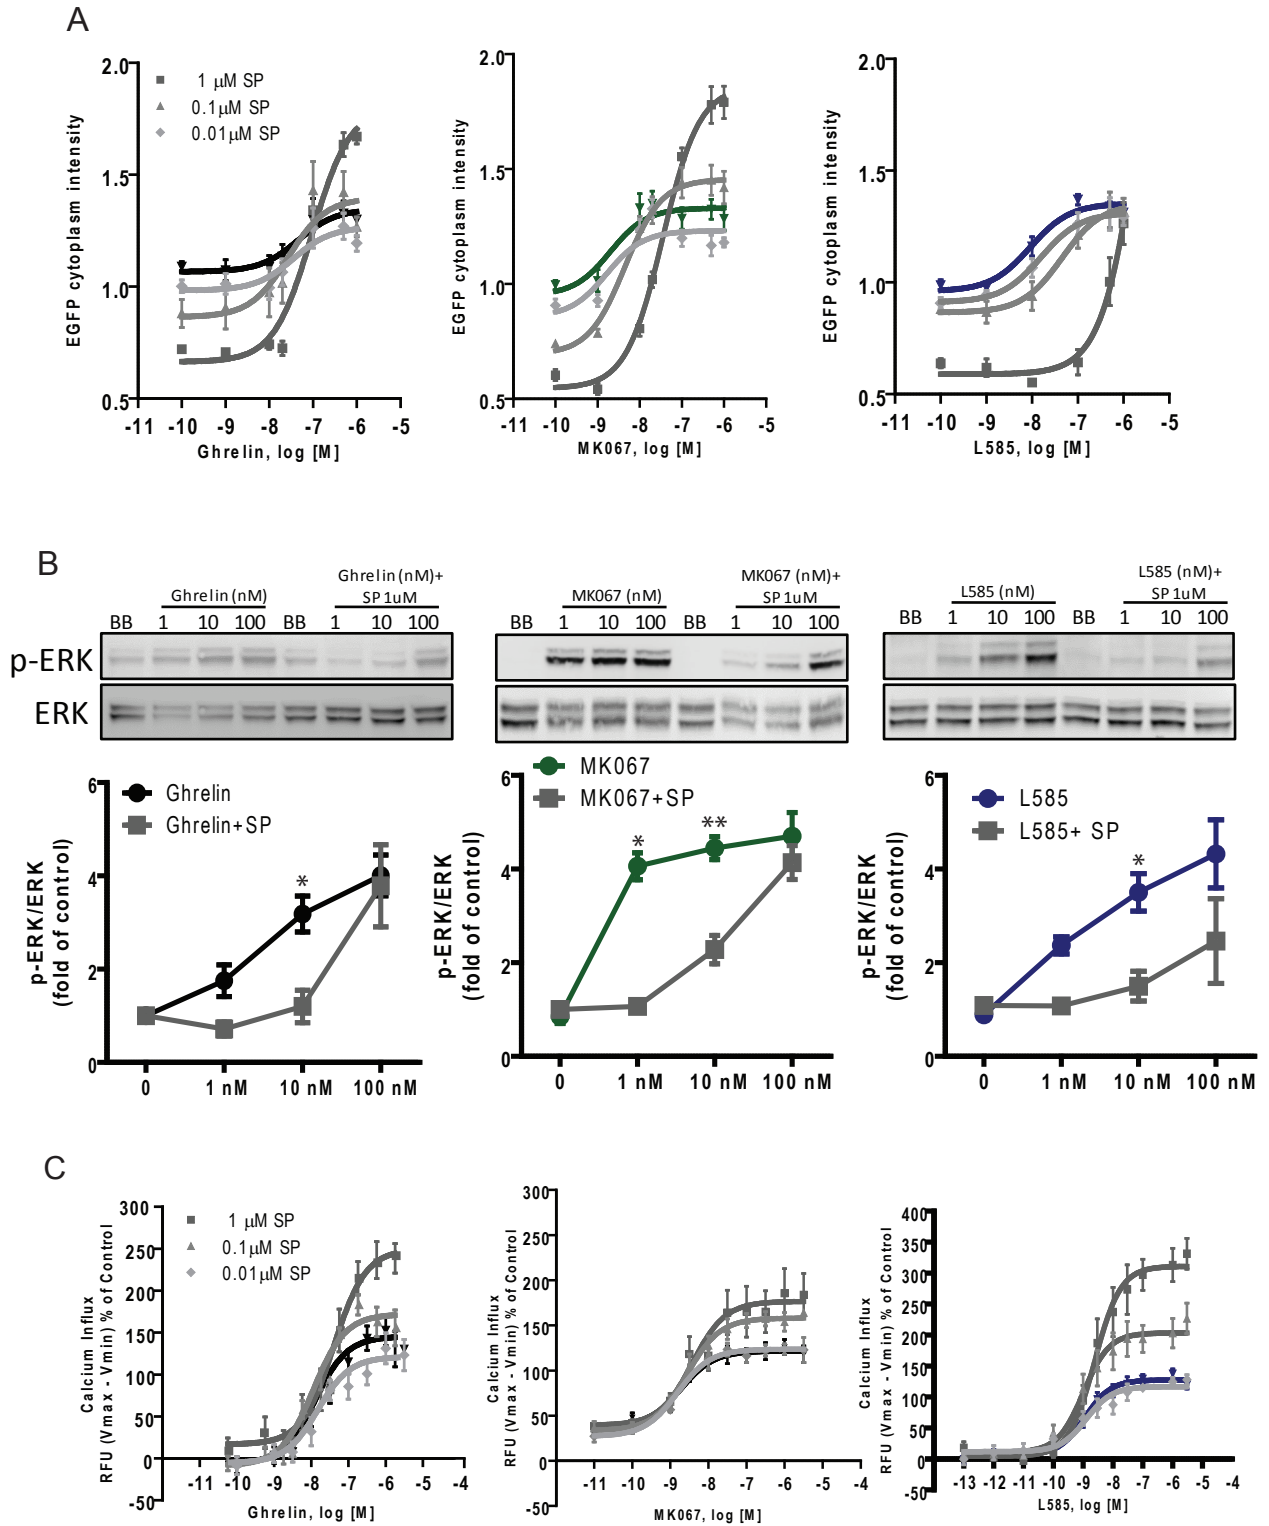 A
2.0
1.5
1.0
0.5
EGFP cytoplasm intensity
1 μM SP
0.1μM SP
0.01μM SP
-11 -10 -9 -8 -7 -6 -5
Ghrelin, log [M]
2.0
1.5
1.0
0.5
EGFP cytoplasm intensity
-11 -10 -9 -8 -7 -6 -5
MK067, log [M]
2.0
1.5
1.0
0.5
EGFP cytoplasm intensity
-11 -10 -9 -8 -7 -6 -5
L585, log [M]
B
Ghrelin (nM)
Ghrelin (nM)+
SP 1uM
BB 1 10 100 BB 1 10 100
MK067 (nM)
MK067 (nM)+
SP 1uM
BB 1 10 100 BB 1 10 100
L585 (nM)
L585 (nM)+
SP 1uM
BB 1 10 100 BB 1 10 100
p-ERK
ERK
6
4
2
0
p-ERK/ERK
(fold of control)
Ghrelin
Ghrelin+SP
*
0 1 nM 10 nM 100 nM
6
4
2
0
p-ERK/ERK
(fold of control)
MK067
MK067+SP
* **
0 1 nM 10 nM 100 nM
6
4
2
0
p-ERK/ERK
(fold of control)
L585
L585+ SP
*
0 1 nM 10 nM 100 nM
C
300
250
200
150
100
50
0
-50
Calcium Influx
RFU (Vmax - Vmin) % of Control
1 μM SP
0.1μM SP
0.01μM SP
-11 -10 -9 -8 -7 -6 -5 -4
Ghrelin, log [M]
300
250
200
150
100
50
0
-50
Calcium Influx
RFU (Vmax - Vmin) % of Control
-11 -10 -9 -8 -7 -6 -5 -4
MK067, log [M]
400
350
300
250
200
150
100
50
0
-50
Calcium Influx
RFU (Vmax - Vmin) % of Control
-13 -12 -11 -10 -9 -8 -7 -6 -5 -4
L585, log [M]